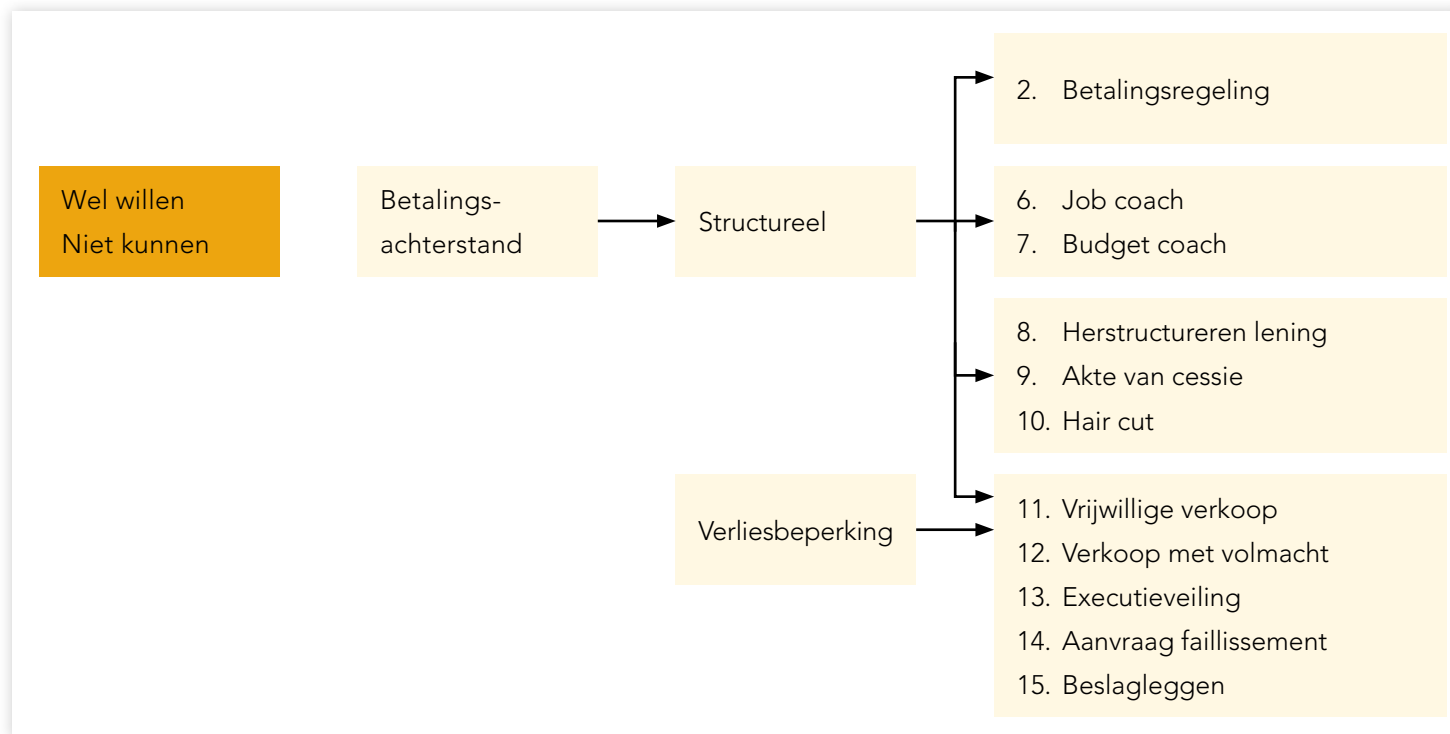 Wel willen
Niet kunnen
Betalings-
achterstand
Structureel
Verliesbeperking
2. Betalingsregeling
6. Job coach
7. Budget coach
8. Herstructureren lening
9. Akte van cessie
10. Hair cut
11. Vrijwillige verkoop
12. Verkoop met volmacht
13. Executieveiling
14. Aanvraag faillissement
15. Beslagleggen